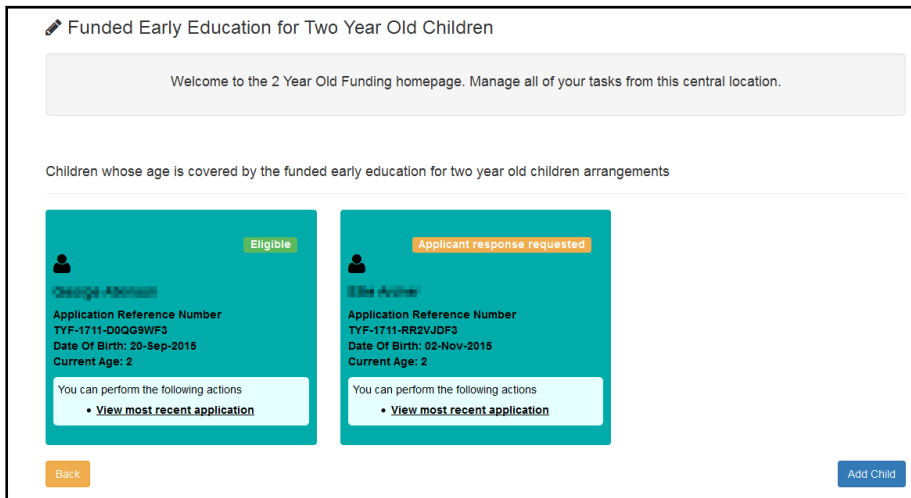 Funded Early Education for Two Year Old Children
Welcome to the 2 Year Old Funding homepage. Manage all of your tasks from this central location.
Children whose age is covered by the funded early education for two year old children arrangements
Eligible
Application Reference Number
TYF-1711-D0QG9WF3
Date Of Birth: 20-Sep-2015
Current Age: 2
You can perform the following actions
• View most recent application
Applicant response requested
Application Reference Number
TYF-1711-RR2VJDF3
Date Of Birth: 02-Nov-2015
Current Age: 2
You can perform the following actions
• View most recent application
Back
Add Child